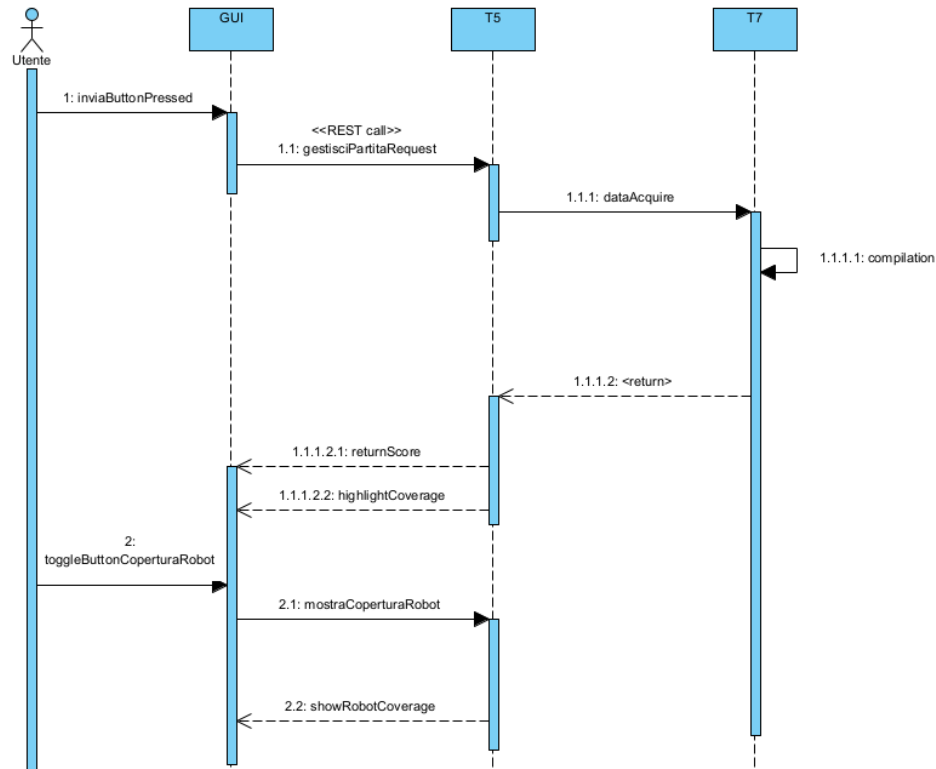 GUI
T5
T7
Utente
1: inviaButtonPressed
<<REST call>>
1.1: gestisciPartitaRequest
1.1.1: dataAcquire
1.1.1.1: compilation
1.1.1.2: <return>
1.1.1.2.1: returnScore
1.1.1.2.2: highlightCoverage
2:
toggleButtonCoperturaRobot
2.1: mostraCoperturaRobot
2.2: showRobotCoverage